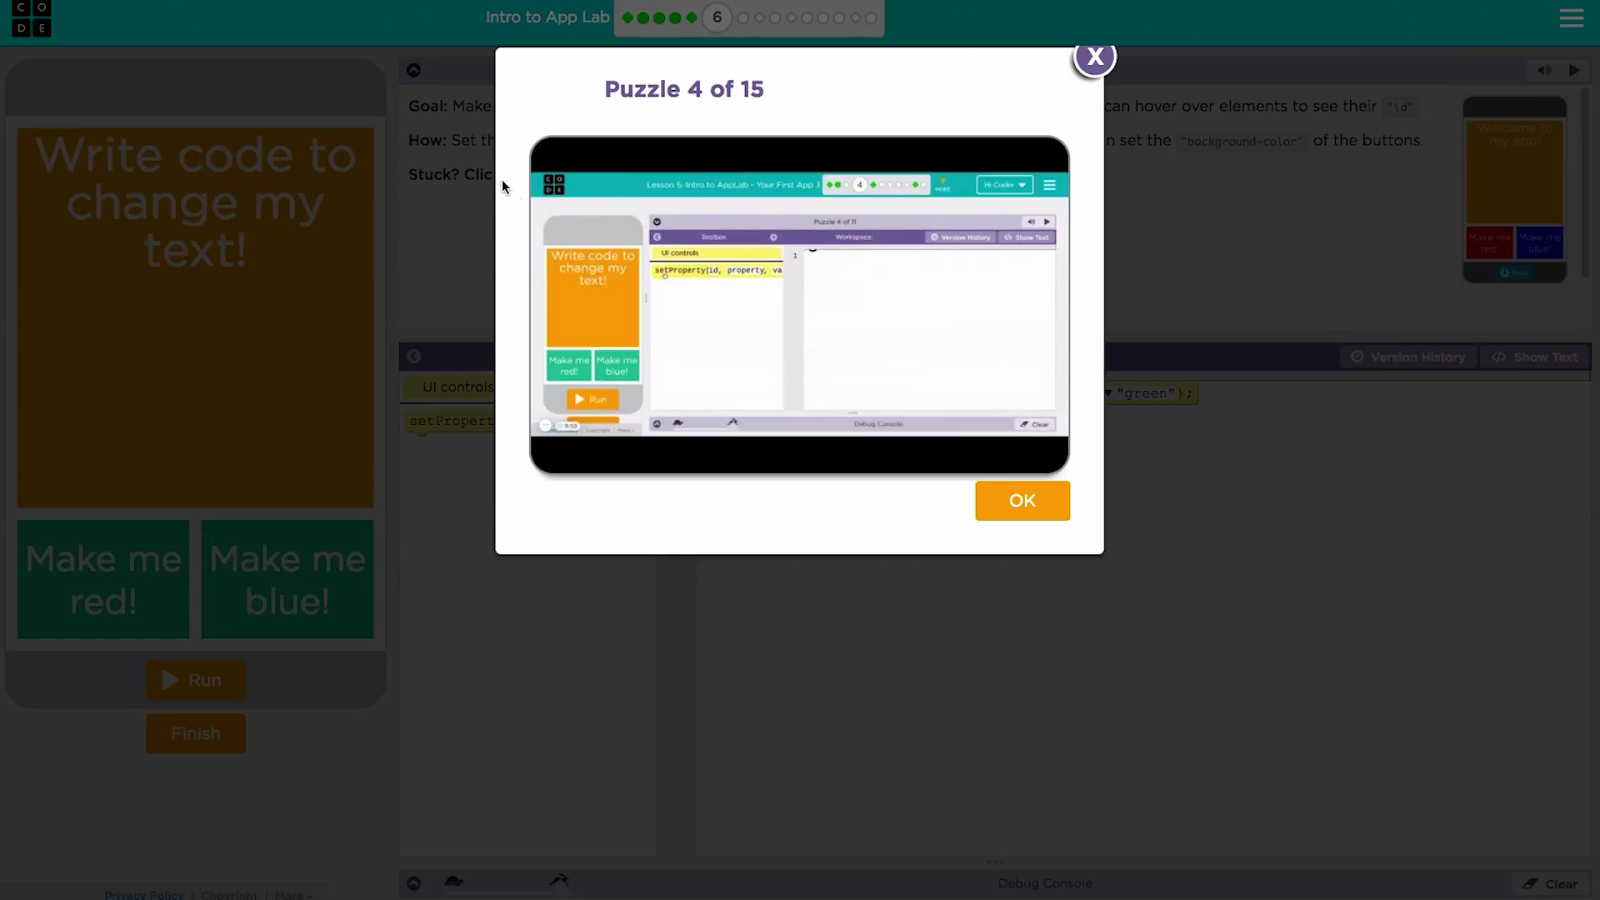 CODE
Intro to App Lab
6
Puzzle 4 of 15
X
Goal: Make
can hover over elements to see their "id"
How: Set th
n set the "background-color" of the buttons.
Stuck? Clic
Write code to
change my
text!
Make me
red!
Make me
blue!
Run
Finish
Welcome to
my app!
Make me
red!
Make me
blue!
CODE
Lesson 5: Intro to AppLab - Your First App 3
4
MORE
Hi Coder
Puzzle 4 of 11
Toolbox
Workspace:
Version History
Show Text
UI controls
setProperty(id, property, va
1
Write code to
change my
text!
Make me
red!
Make me
blue!
Run
Debug Console
Clear
OK
Version History
Show Text
UI controls
setPropert
"green");
Debug Console
Clear
Privacy Policy | Copyright | More